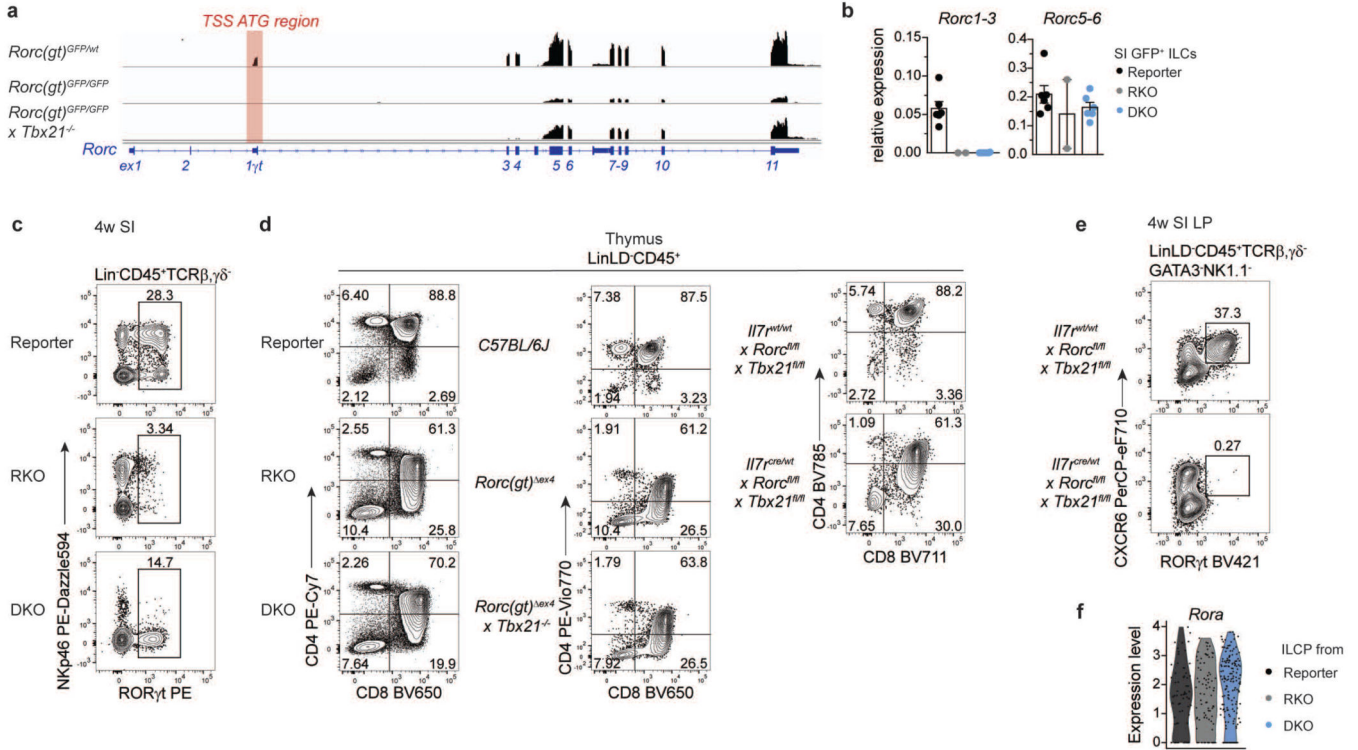 a
TSS ATG region
Rorc(gt)GFP/wt
Rorc(gt)GFP/GFP
Rorc(gt)GFP/GFP
x Tbx21-/-
Rorc
ex1 2 1γt 3 4 5 6 7-9 10 11
b
Rorc1-3 Rorc5-6
relative expression
0.15
0.10
0.05
0.00
0.4
0.3
0.2
0.1
0.0
SI GFP+ ILCs
Reporter
RKO
DKO
c
4w SI
Lin-CD45+TCRβ,γδ-
Reporter
28.3
RKO
3.34
DKO
14.7
NKp46 PE-Dazzle594
RORγt PE
d
Thymus
LinLD-CD45+
Reporter
6.40 88.8
2.12 2.69
RKO
2.55 61.3
10.4 25.8
DKO
2.26 70.2
7.64 19.9
CD4 PE-Cy7
CD8 BV650
C57BL/6J
7.38 87.5
1.94 3.23
Rorc(gt)Δex4
1.91 61.2
10.4 26.5
Rorc(gt)Δex4
x Tbx21-/-
1.79 63.8
7.92 26.5
CD4 PE-Vio770
CD8 BV650
Il7rwt/wt
x Rorcfl/fl
x Tbx21fl/fl
5.74 88.2
2.72 3.36
Il7rcre/wt
x Rorcfl/fl
x Tbx21fl/fl
1.09 61.3
7.65 30.0
CD4 BV785
CD8 BV711
e
4w SI LP
LinLD-CD45+TCRβ,γδ-
GATA3-NK1.1-
Il7rwt/wt
x Rorcfl/fl
x Tbx21fl/fl
37.3
Il7rcre/wt
x Rorcfl/fl
x Tbx21fl/fl
0.27
CXCR6 PerCP-eF710
RORγt BV421
f
Rora
Expression level
4
3
2
1
0
ILCP from
Reporter
RKO
DKO